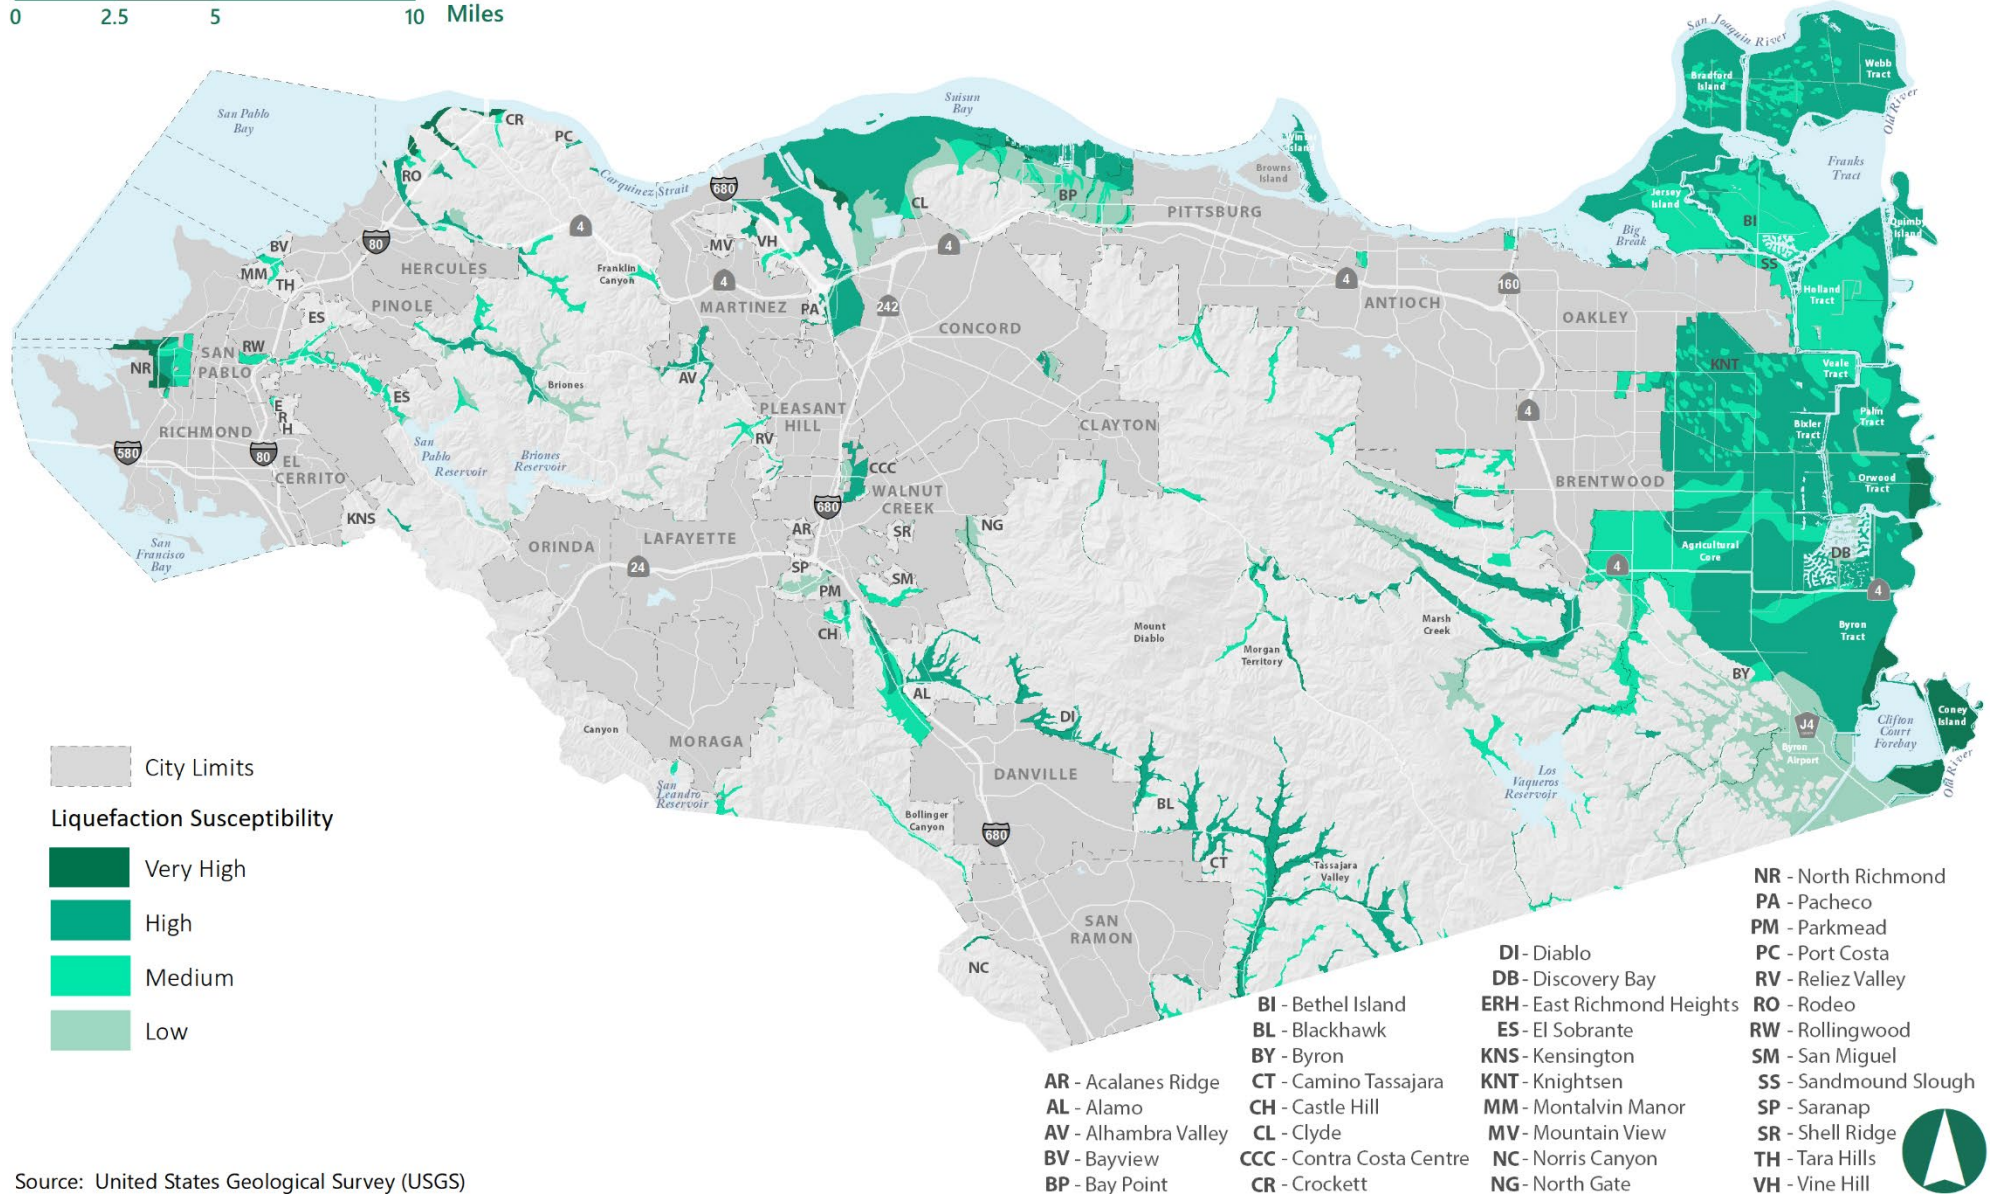 0 2.5 5 10 Miles
San Joaquin River
Webb
Tract
Bradford
Island
Old River
San Pablo
Bay
Suisun
Bay
CR
PC
Winter
Island
Franks
Tract
RO
Carquinez Strait
680
Browns
Island
BP
CL
PITTSBURG
Jersey
Island
BI
Quimby
Island
4
80
BV
MV
VH
4
Big
Break
MM
TH
HERCULES
Franklin
Canyon
4
SS
4
160
Holland
Tract
PINOLE
MARTINEZ
PA
242
ANTIOCH
OAKLEY
ES
CONCORD
SAN
PABLO
RW
NR
KNT
Veale
Tract
AV
Briones
ES
PLEASANT
HILL
4
Palm
Tract
E
R
H
RICHMOND
CLAYTON
Bixler
Tract
580
80
RV
San
Pablo
Reservoir
Briones
Reservoir
EL
CERRITO
CCC
WALNUT
CREEK
BRENTWOOD
Orwood
Tract
680
KNS
AR
SR
NG
LAFAYETTE
ORINDA
San
Francisco
Bay
Agricultural
Core
DB
24
SP
SM
4
PM
4
CH
Mount
Diablo
Marsh
Creek
Byron
Tract
Morgan
Territory
AL
BY
DI
J4
Coney
Island
Clifton
Court
Forebay
Canyon
MORAGA
Byron
Airport
DANVILLE
San
Leandro
Reservoir
Los
Vaqueros
Reservoir
Old River
BL
Bollinger
Canyon
680
CT
Tassajara
Valley
SAN
RAMON
NC
City Limits
Liquefaction Susceptibility
Very High
High
Medium
Low
AR - Acalanes Ridge
AL - Alamo
AV - Alhambra Valley
BV - Bayview
BP - Bay Point
BI - Bethel Island
BL - Blackhawk
BY - Byron
CT - Camino Tassajara
CH - Castle Hill
CL - Clyde
CCC - Contra Costa Centre
CR - Crockett
DI - Diablo
DB - Discovery Bay
ERH - East Richmond Heights
ES - El Sobrante
KNS - Kensington
KNT - Knightsen
MM - Montalvin Manor
MV - Mountain View
NC - Norris Canyon
NG - North Gate
NR - North Richmond
PA - Pacheco
PM - Parkmead
PC - Port Costa
RV - Reliez Valley
RO - Rodeo
RW - Rollingwood
SM - San Miguel
SS - Sandmound Slough
SP - Saranap
SR - Shell Ridge
TH - Tara Hills
VH - Vine Hill
Source: United States Geological Survey (USGS)